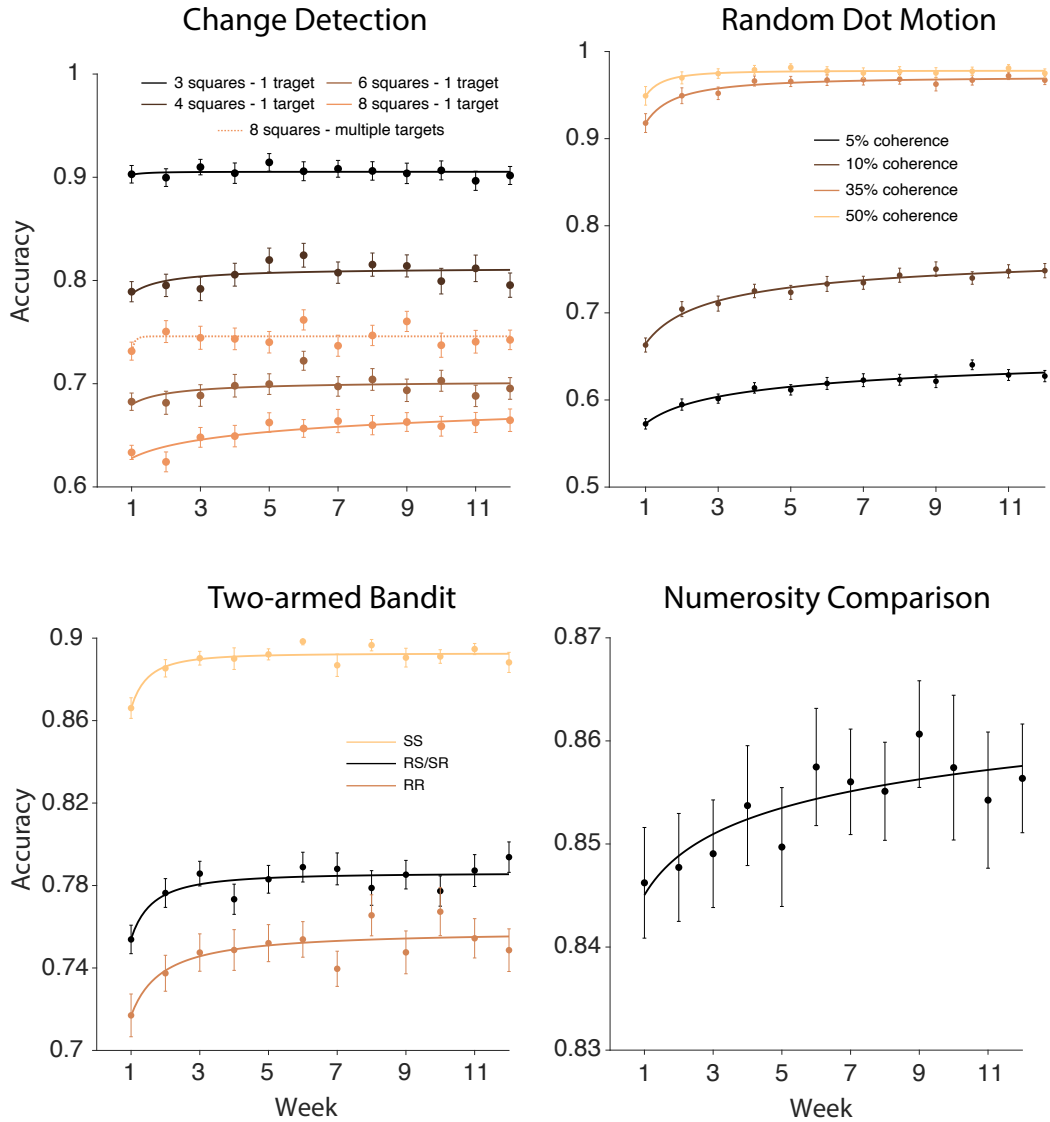 Change Detection
Random Dot Motion
3 squares - 1 traget
6 squares - 1 target
4 squares - 1 target
8 squares - 1 target
8 squares - multiple targets
1
0.9
0.8
0.7
0.6
Accuracy
1 3 5 7 9 11
5% coherence
10% coherence
35% coherence
50% coherence
1
0.9
0.8
0.7
0.6
0.5
1 3 5 7 9 11
Two-armed Bandit
Numerosity Comparison
SS
RS/SR
RR
0.9
0.86
0.82
0.78
0.74
0.7
Accuracy
1 3 5 7 9 11
Week
0.87
0.86
0.85
0.84
0.83
1 3 5 7 9 11
Week